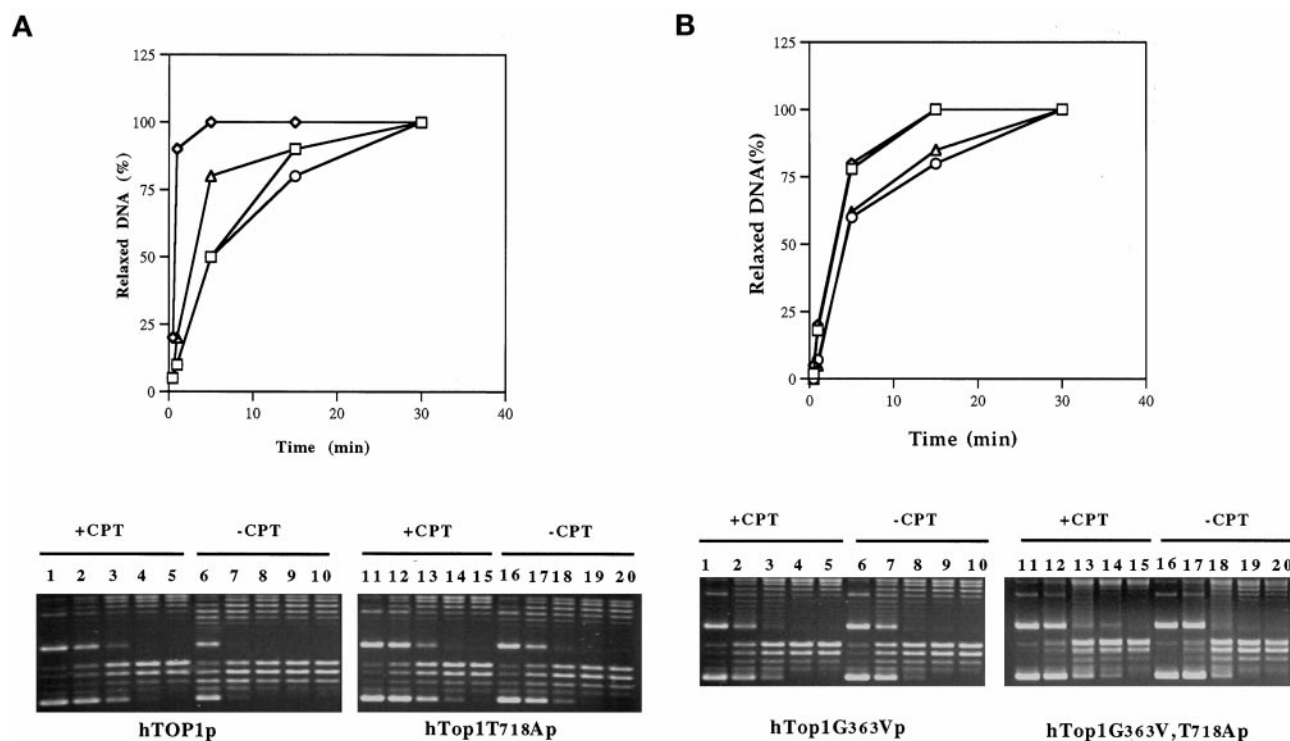 A
125
100
75
50
25
0
Relaxed DNA (%)
0 10 20 30 40
Time (min)
+CPT -CPT +CPT -CPT
1 2 3 4 5 6 7 8 9 10 11 12 13 14 15 16 17 18 19 20
hTOP1p hTop1T718Ap
B
125
100
75
50
25
0
Relaxed DNA(%)
0 10 20 30 40
Time (min)
+CPT -CPT +CPT -CPT
1 2 3 4 5 6 7 8 9 10 11 12 13 14 15 16 17 18 19 20
hTop1G363Vp hTop1G363V,T718Ap